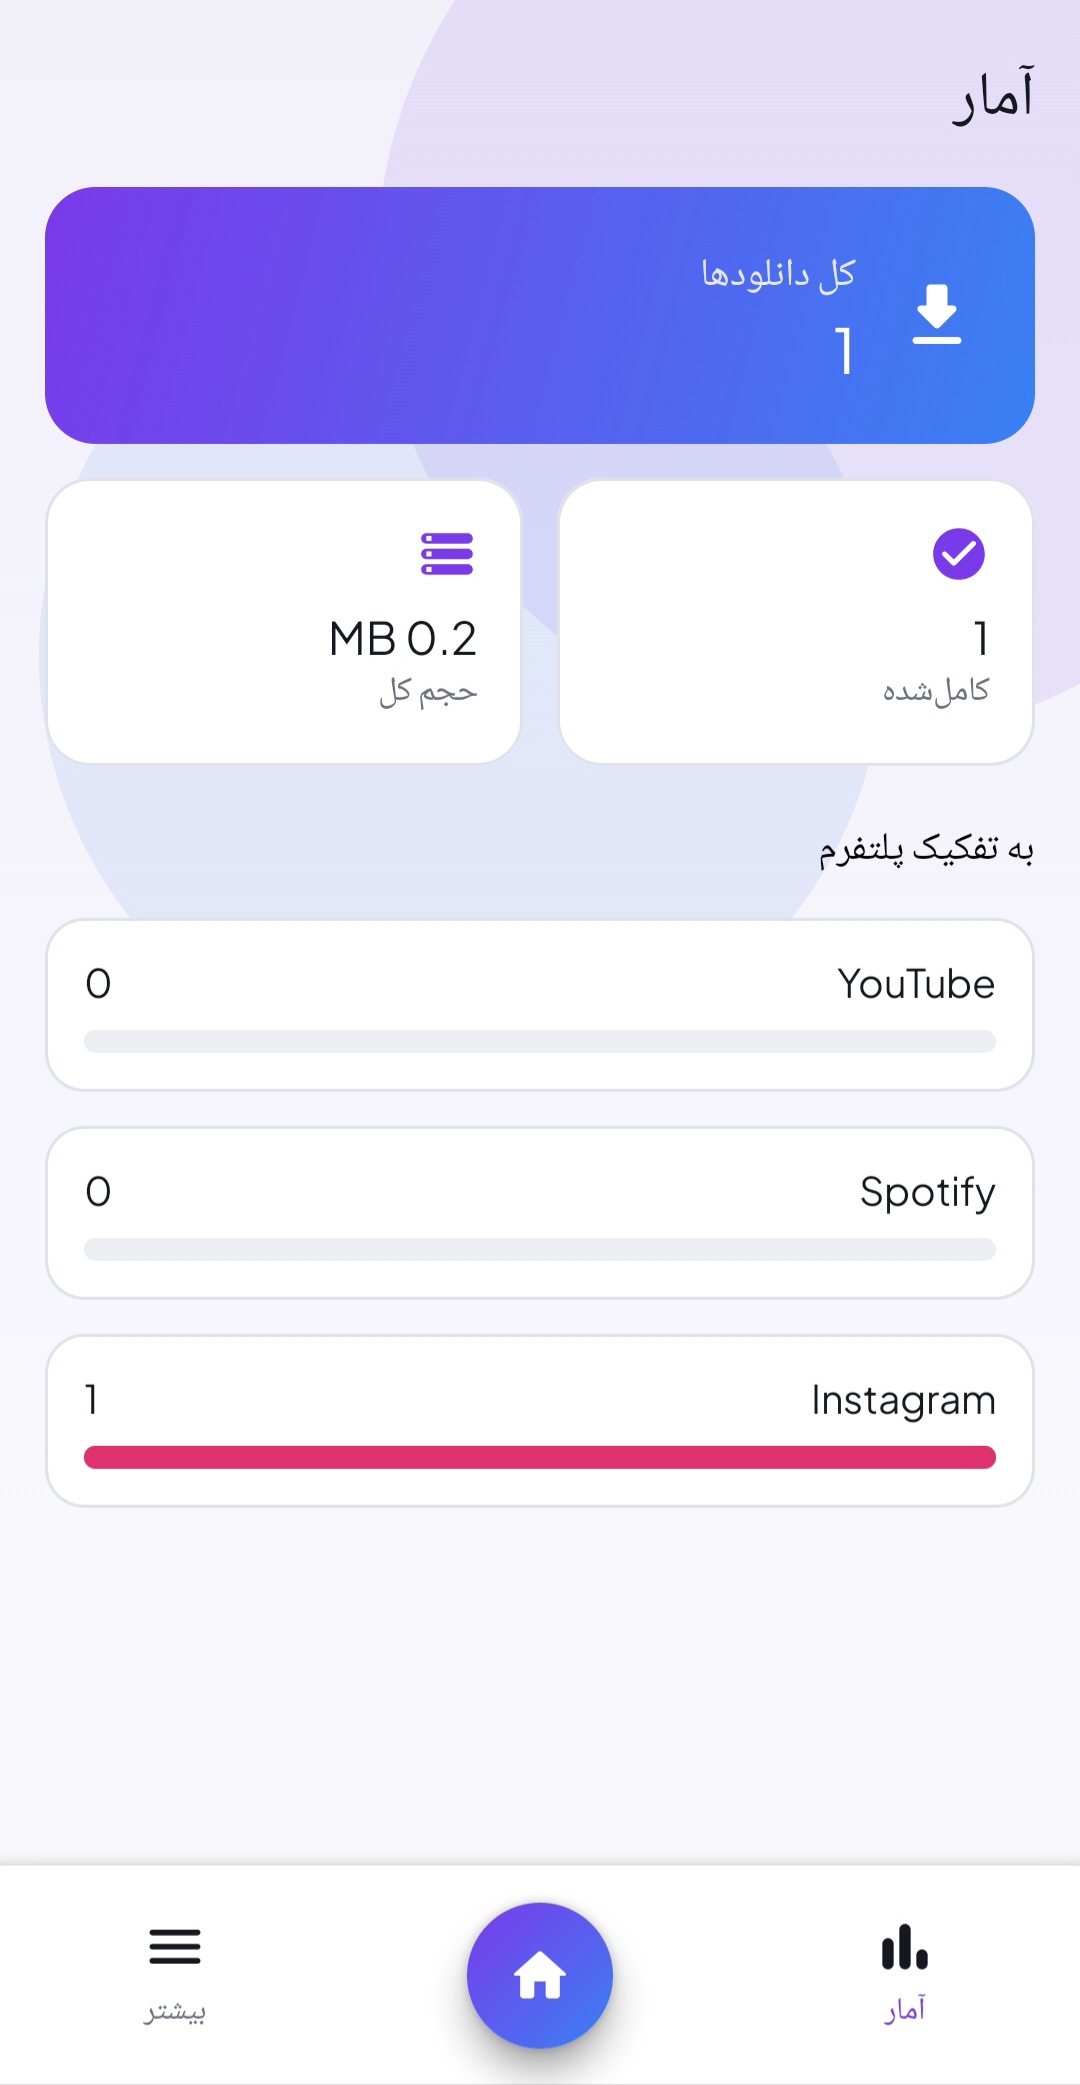 آمار
کل دانلودها
1
1
کامل‌شده
MB 0.2
حجم کل
به تفکیک پلتفرم
YouTube 0
Spotify 0
Instagram 1
آمار
بیشتر